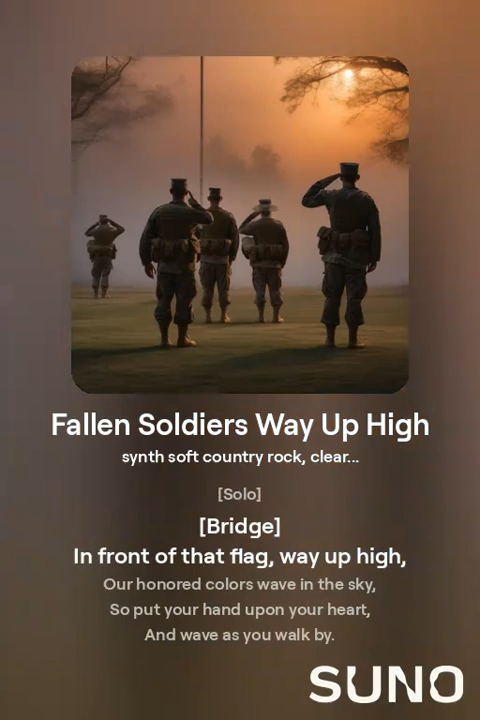 Fallen Soldiers Way Up High
synth soft country rock, clear...
[Solo]
[Bridge]
In front of that flag, way up high,
Our honored colors wave in the sky,
So put your hand upon your heart,
And wave as you walk by.
SUNO